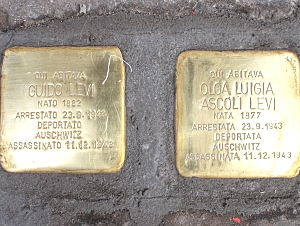 QUI ABITAVA
GUIDO LEVI
NATO 1882
ARRESTATO 23.9.1943
DEPORTATO
AUSCHWITZ
ASSASSINATO 11.12.1943
QUI ABITAVA
OLGA LUIGIA
ASCOLI LEVI
NATA 1877
ARRESTATA 23.9.1943
DEPORTATA
AUSCHWITZ
ASSASSINATA 11.12.1943